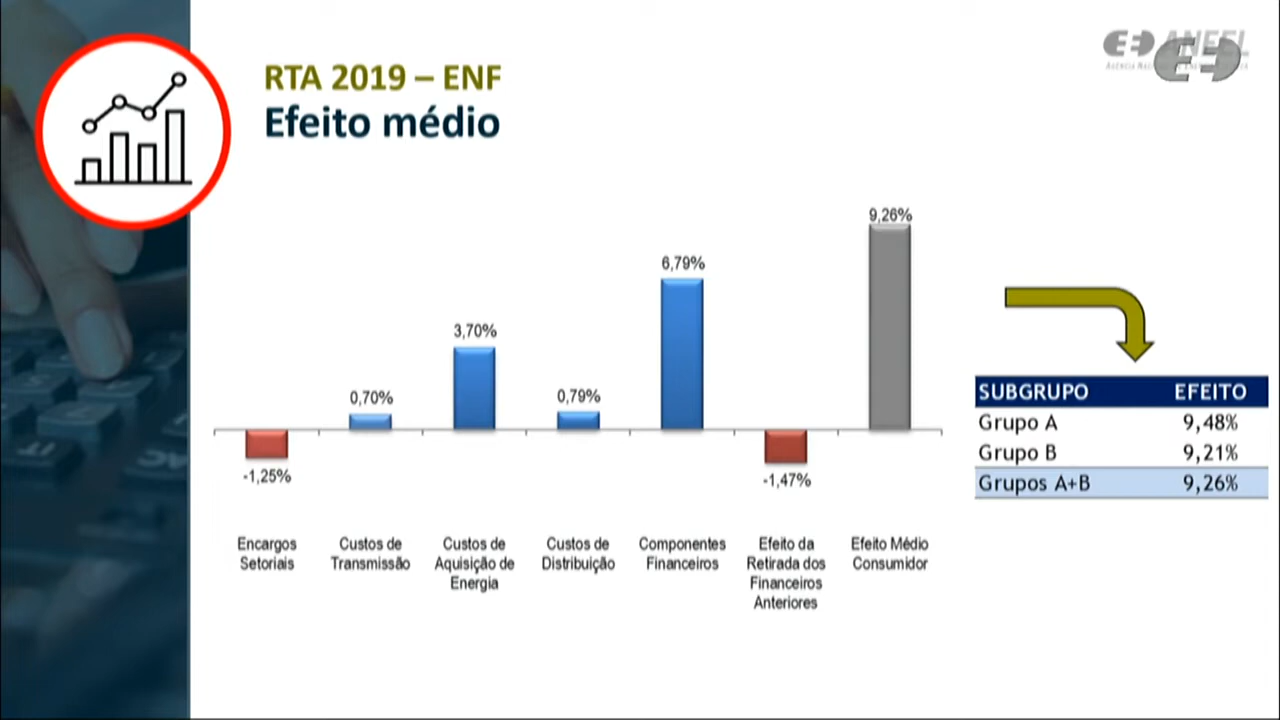 RTA 2019 – ENF
Efeito médio
ANEEL
9,26%
6,79%
3,70%
0,70%
0,79%
-1,25%
-1,47%
Encargos
Setoriais
Custos de
Transmissão
Custos de
Aquisição de
Energia
Custos de
Distribuição
Componentes
Financeiros
Efeito da
Retirada dos
Financeiros
Anteriores
Efeito Médio
Consumidor
SUBGRUPO EFEITO
Grupo A 9,48%
Grupo B 9,21%
Grupos A+B 9,26%